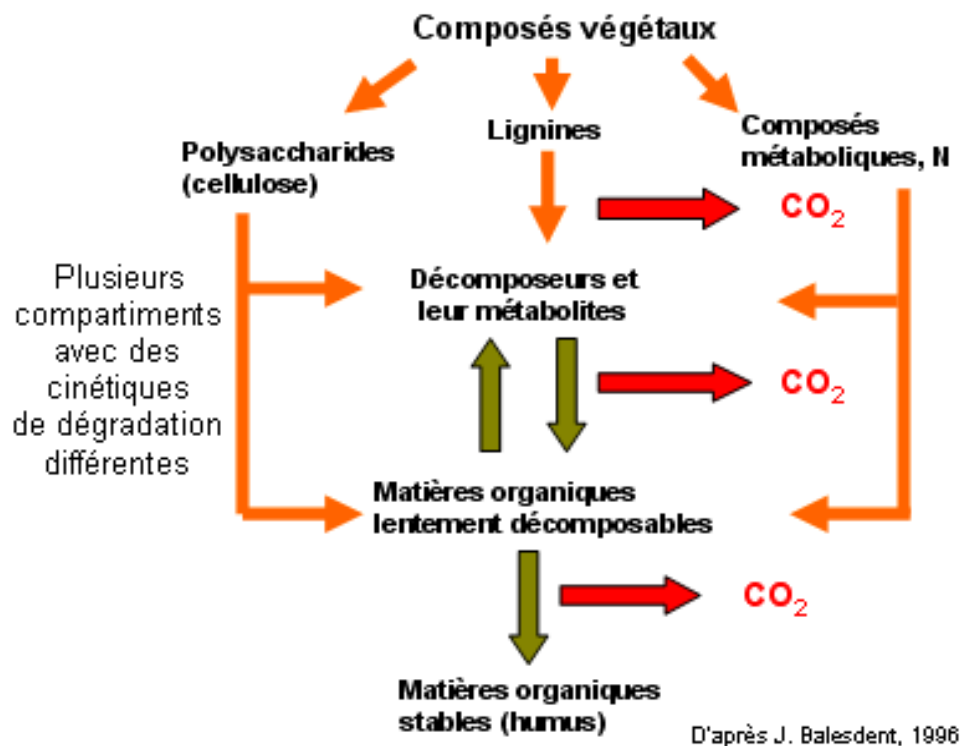 Composés végétaux
Polysaccharides
(cellulose)
Lignines
Composés
métaboliques, N
CO₂
Plusieurs
compartiments
avec des
cinétiques
de dégradation
différentes
Décomposeurs et
leur métabolites
CO₂
Matières organiques
lentement décomposables
CO₂
Matières organiques
stables (humus)
D'après J. Balesdent, 1996